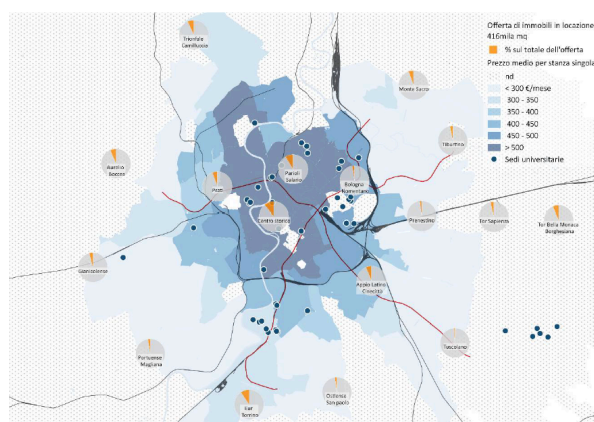 Offerta di immobili in locazione
416mila mq
% sul totale dell'offerta
Prezzo medio per stanza singola
nd
< 300 €/mese
300 - 350
350 - 400
400 - 450
450 - 500
> 500
Sedi universitarie
Trionfale
Camilluccia
Monte Sacro
Tiburtina
Aurelio
Boccea
Prati
Parioli
Salario
Bologna
Nomentano
Centro storico
Prenestino
Tor Sapienza
Tor Bella Monaca
Borghesiana
Gianicolense
Appio Latino
Cinecittà
Portuense
Magliana
Tuscolano
Ostiense
San paolo
Eur
Torrino